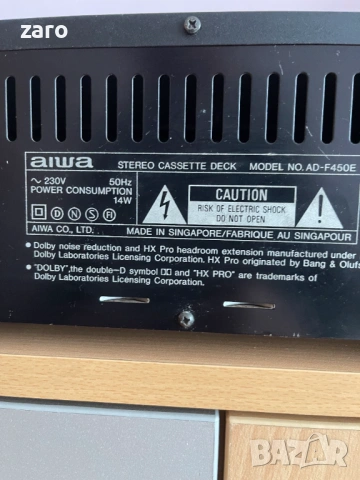 zaro
aiwa
STEREO CASSETTE DECK MODEL NO. AD-F450E
~ 230V 50Hz
POWER CONSUMPTION
14W
D N S F
AIWA CO., LTD.
CAUTION
RISK OF ELECTRIC SHOCK
DO NOT OPEN
MADE IN SINGAPORE/FABRIQUE AU SINGAPOUR
● Dolby noise reduction and HX Pro headroom extension manufactured under
Dolby Laboratories Licensing Corporation. HX Pro originated by Bang & Olufs
● "DOLBY", the double-D symbol and "HX PRO" are trademarks of
Dolby Laboratories Licensing Corporation.
BAZAR